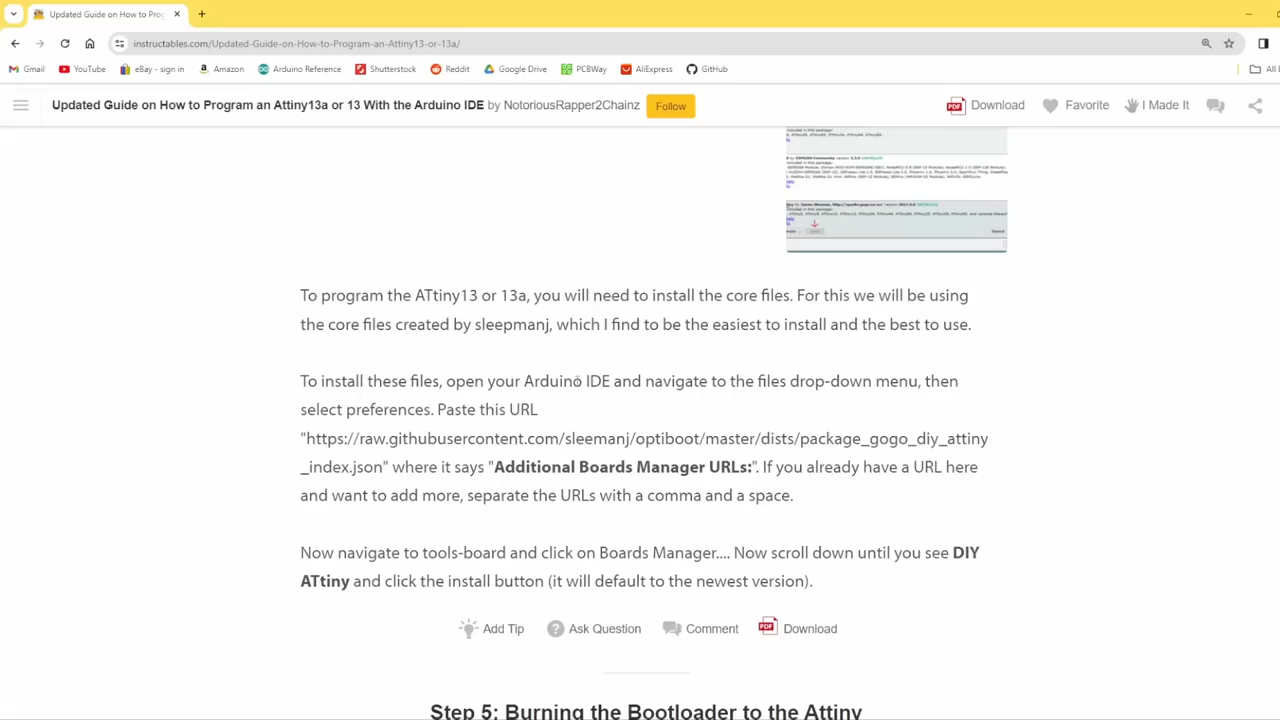 Updated Guide on How to Prog
instructables.com/Updated-Guide-on-How-to-Program-an-Attiny13-or-13a/
Gmail YouTube eBay - sign in Amazon Arduino Reference Shutterstock Reddit Google Drive PCBWay AliExpress GitHub All
Updated Guide on How to Program an Attiny13a or 13 With the Arduino IDE by NotoriousRapper2Chainz Follow Download Favorite I Made It
To program the ATtiny13 or 13a, you will need to install the core files. For this we will be using
the core files created by sleepmanj, which I find to be the easiest to install and the best to use.
To install these files, open your Arduino IDE and navigate to the files drop-down menu, then
select preferences. Paste this URL
"https://raw.githubusercontent.com/sleemanj/optiboot/master/dists/package_gogo_diy_attiny
_index.json" where it says "Additional Boards Manager URLs:". If you already have a URL here
and want to add more, separate the URLs with a comma and a space.
Now navigate to tools-board and click on Boards Manager.... Now scroll down until you see DIY
ATtiny and click the install button (it will default to the newest version).
Add Tip Ask Question Comment Download
Step 5: Burning the Bootloader to the Attiny